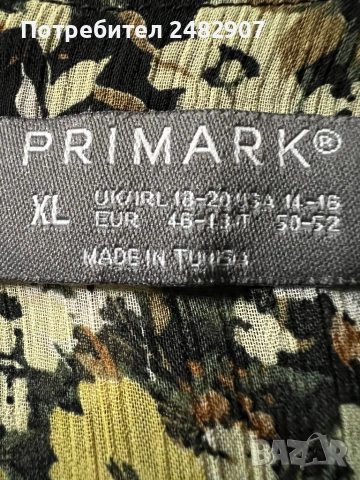 Потребител 2482907
PRIMARK®
XL UK/IRL 18-20 USA 14-16
EUR 46-48 IT 50-52
MADE IN TUNISIA
BAZAR